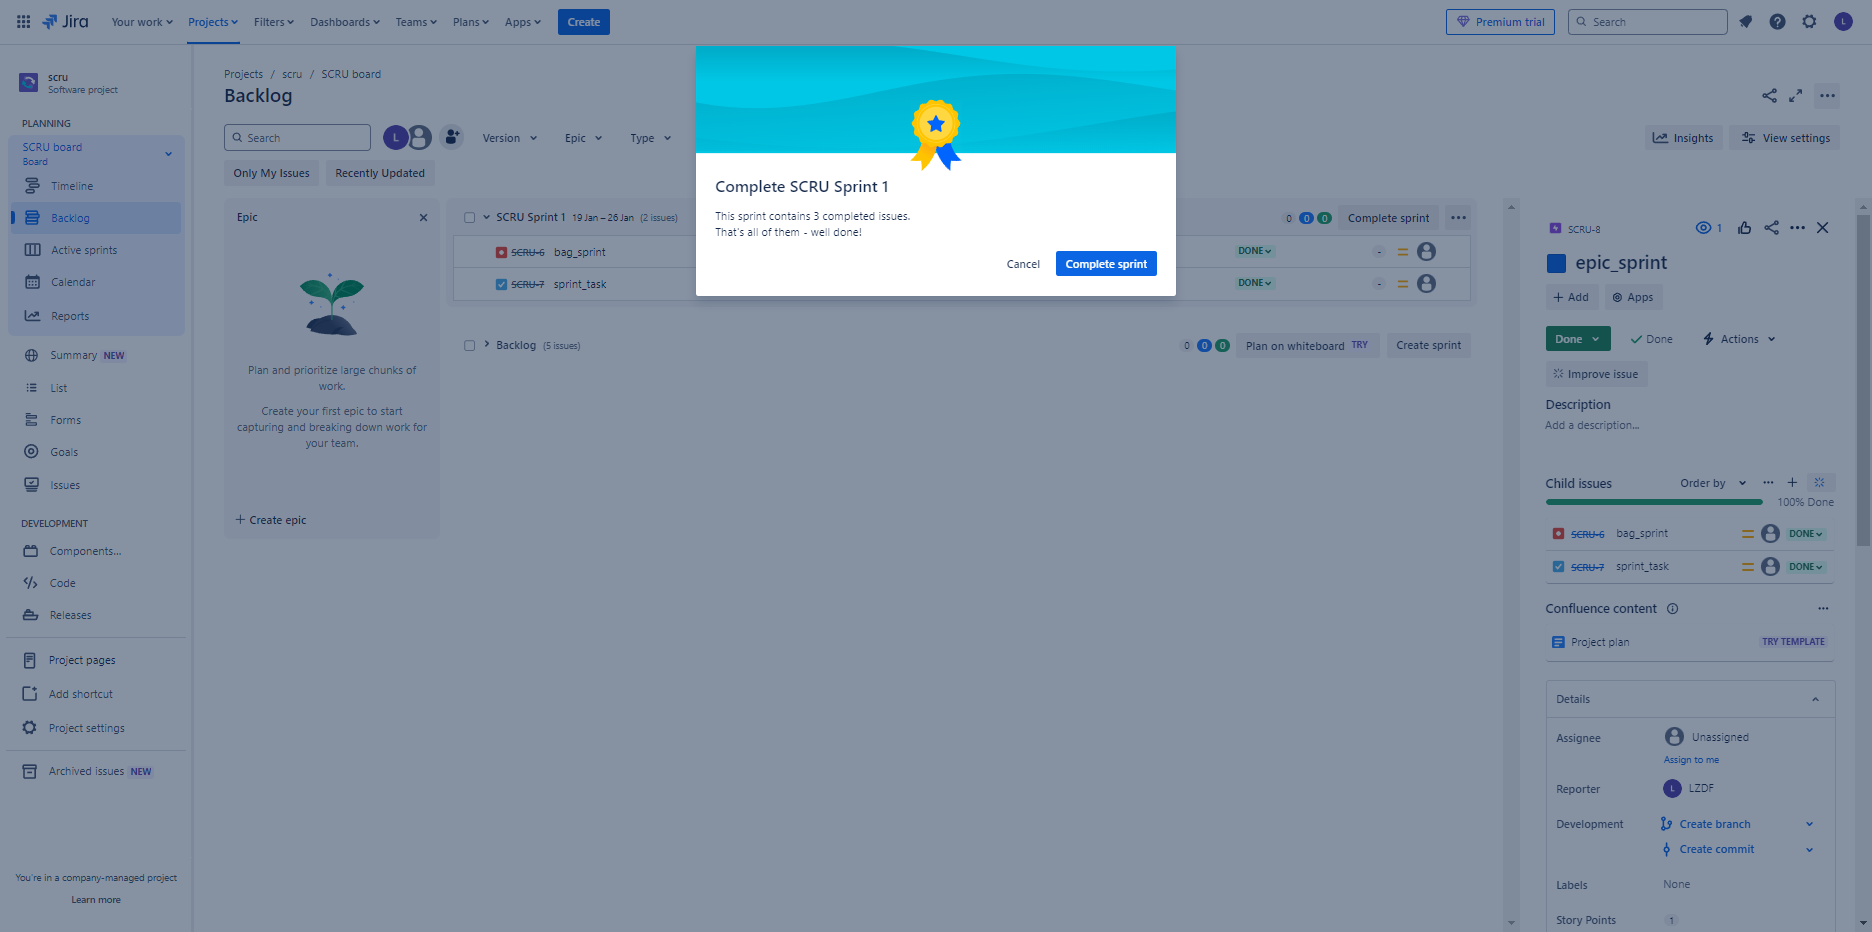 Jira
Your work
Projects
Filters
Dashboards
Teams
Plans
Apps
Create
Premium trial
Search
L
scru
Software project
PLANNING
SCRU board
Board
Timeline
Backlog
Active sprints
Calendar
Reports
Summary NEW
List
Forms
Goals
Issues
DEVELOPMENT
Components...
Code
Releases
Project pages
Add shortcut
Project settings
Archived issues NEW
You're in a company-managed project
Learn more
Projects / scru / SCRU board
Backlog
Search
L
Version
Epic
Type
Insights
View settings
Only My Issues
Recently Updated
Epic
Plan and prioritize large chunks of
work.
Create your first epic to start
capturing and breaking down work for
your team.
+ Create epic
SCRU Sprint 1 19 Jan – 26 Jan (2 issues)
0 0 0
Complete sprint
SCRU-6 bag_sprint DONE -
SCRU-7 sprint_task DONE -
Backlog (5 issues)
0 0 0
Plan on whiteboard TRY
Create sprint
Complete SCRU Sprint 1
This sprint contains 3 completed issues.
That's all of them - well done!
Cancel
Complete sprint
SCRU-8
1
epic_sprint
+ Add
Apps
Done
Done
Actions
Improve issue
Description
Add a description...
Child issues
Order by
100% Done
SCRU-6 bag_sprint DONE
SCRU-7 sprint_task DONE
Confluence content
Project plan TRY TEMPLATE
Details
Assignee Unassigned
Assign to me
Reporter L LZDF
Development Create branch
Create commit
Labels None
Story Points 1